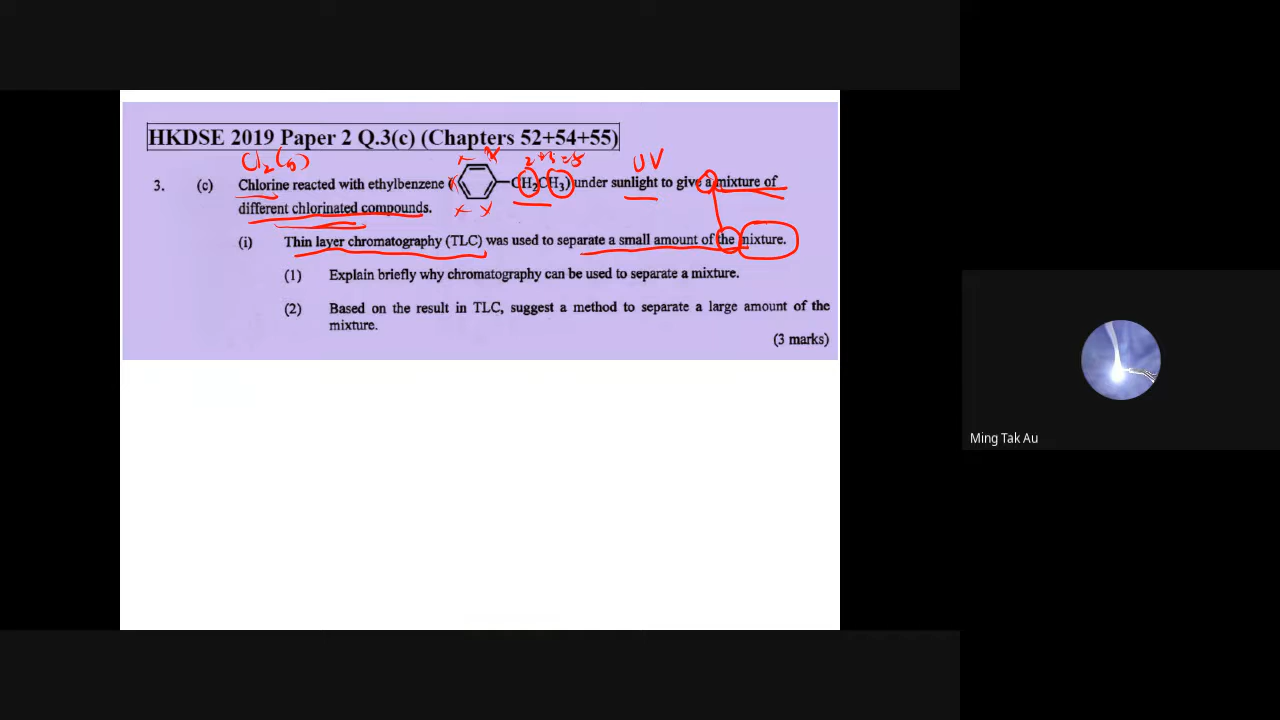 HKDSE 2019 Paper 2 Q.3(c) (Chapters 52+54+55)
Cl₂(g) UV
3. (c) Chlorine reacted with ethylbenzene ( CH₂CH₃) under sunlight to give a mixture of
different chlorinated compounds.
(i) Thin layer chromatography (TLC) was used to separate a small amount of the mixture.
(1) Explain briefly why chromatography can be used to separate a mixture.
(2) Based on the result in TLC, suggest a method to separate a large amount of the
mixture.
(3 marks)
Ming Tak Au